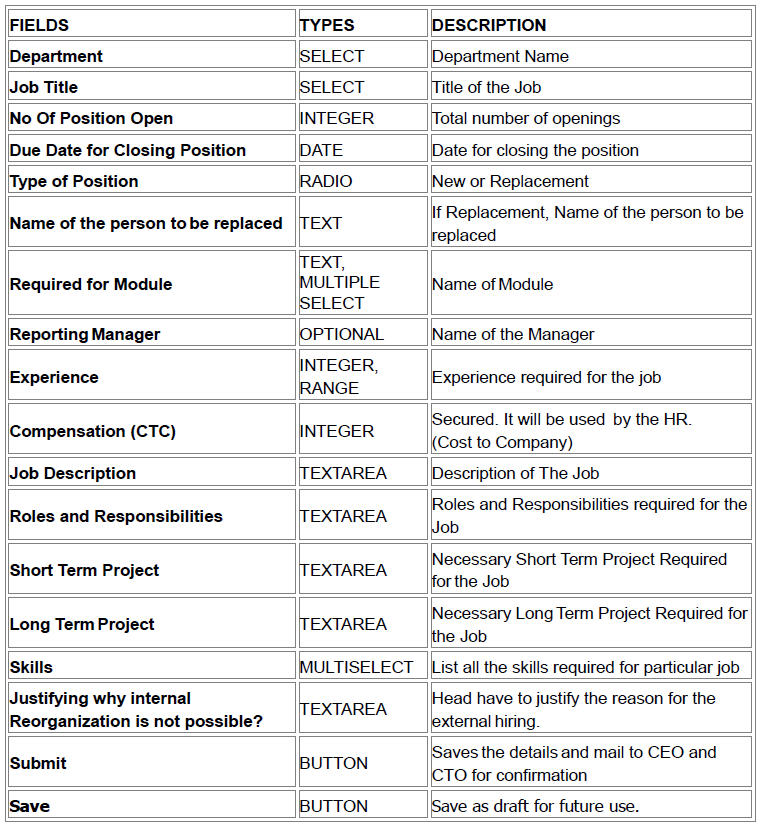 FIELDS TYPES DESCRIPTION
Department SELECT Department Name
Job Title SELECT Title of the Job
No Of Position Open INTEGER Total number of openings
Due Date for Closing Position DATE Date for closing the position
Type of Position RADIO New or Replacement
Name of the person to be replaced TEXT If Replacement, Name of the person to be
replaced
Required for Module TEXT,
MULTIPLE
SELECT Name of Module
Reporting Manager OPTIONAL Name of the Manager
Experience INTEGER,
RANGE Experience required for the job
Compensation (CTC) INTEGER Secured. It will be used by the HR.
(Cost to Company)
Job Description TEXTAREA Description of The Job
Roles and Responsibilities TEXTAREA Roles and Responsibilities required for the
Job
Short Term Project TEXTAREA Necessary Short Term Project Required
for the Job
Long Term Project TEXTAREA Necessary Long Term Project Required for
the Job
Skills MULTISELECT List all the skills required for particular job
Justifying why internal
Reorganization is not possible? TEXTAREA Head have to justify the reason for the
external hiring.
Submit BUTTON Saves the details and mail to CEO and
CTO for confirmation
Save BUTTON Save as draft for future use.